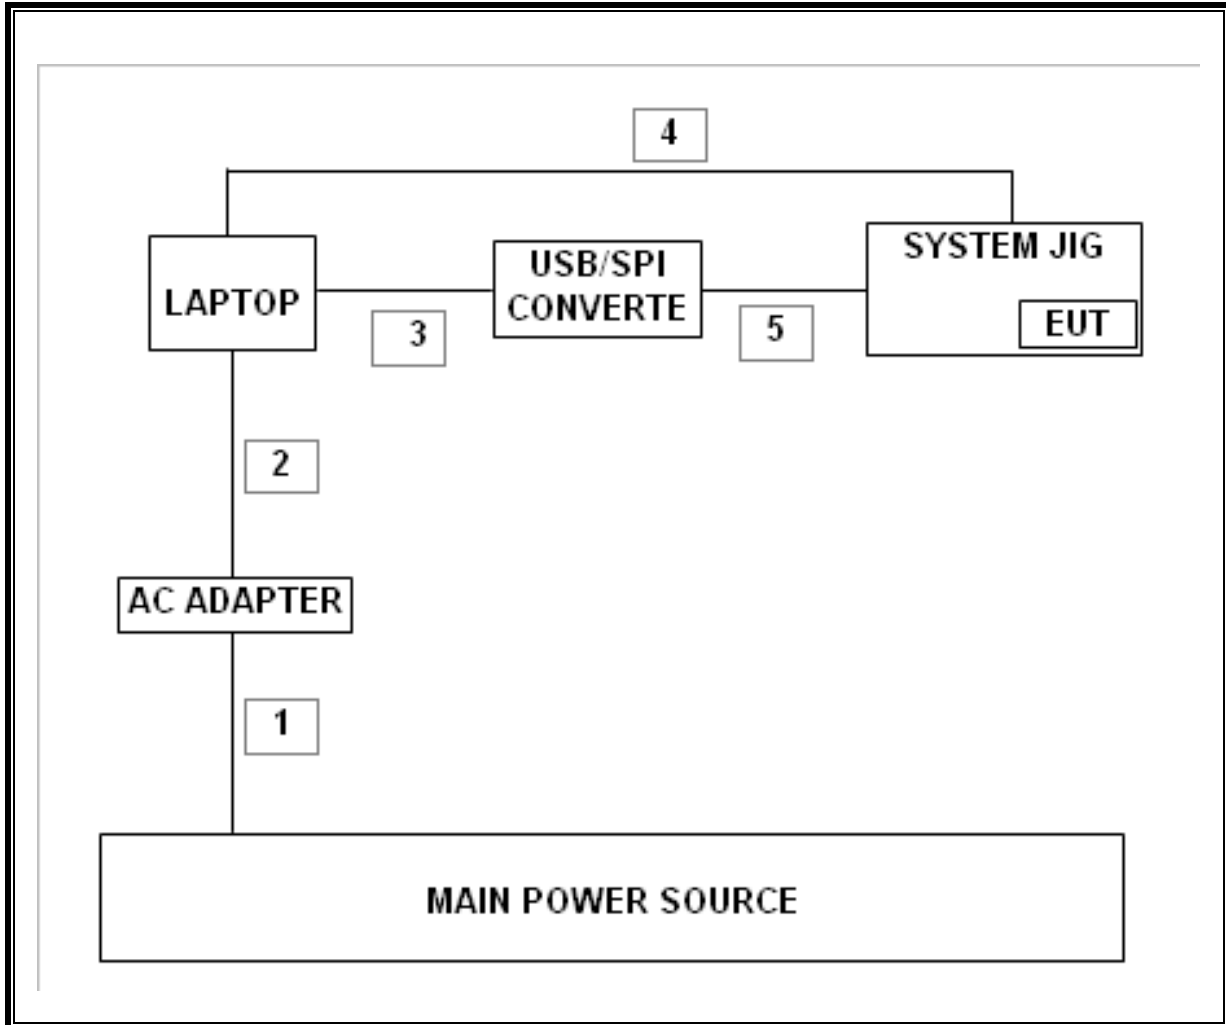 4
SYSTEM JIG
USB/SPI
CONVERTE
LAPTOP
EUT
3
5
2
AC ADAPTER
1
MAIN POWER SOURCE